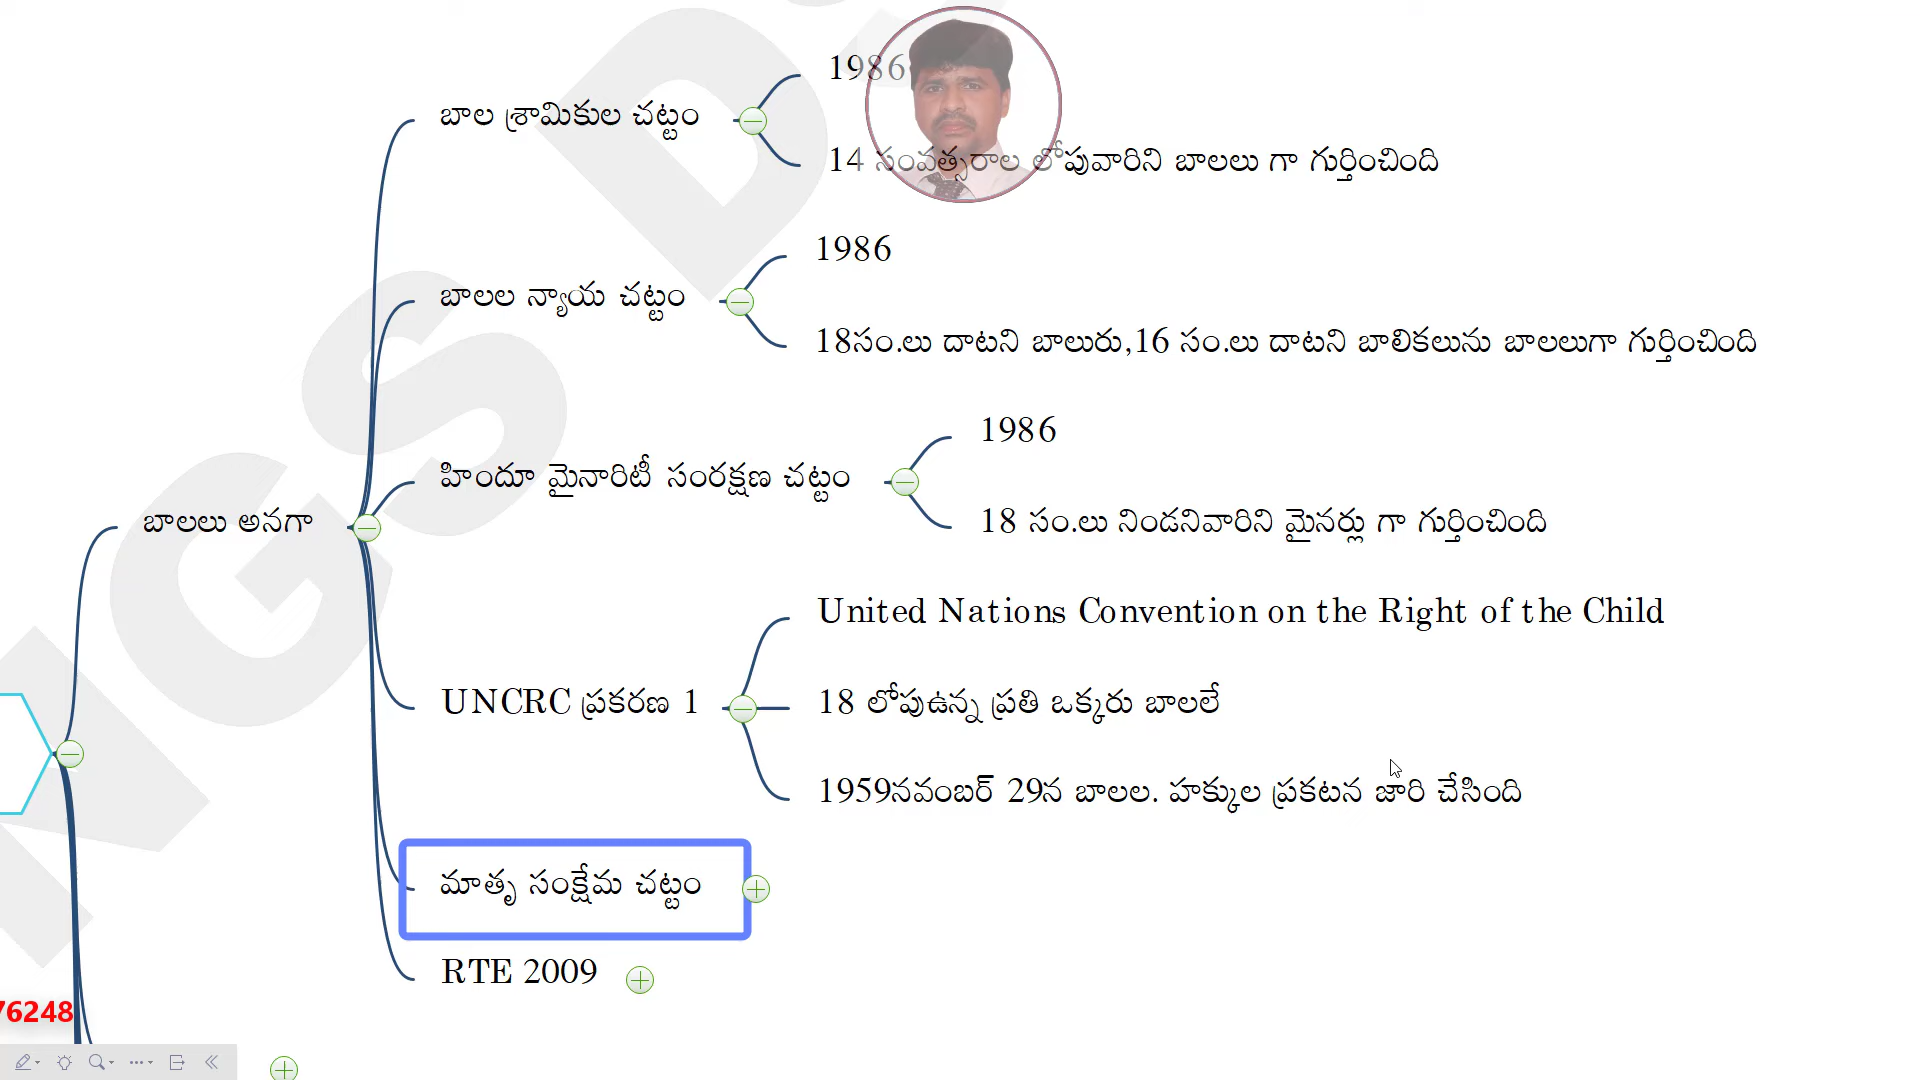 1986
బాల శ్రామికుల చట్టం
14 సంవత్సరాల లోపువారిని బాలలు గా గుర్తించింది
1986
బాలల న్యాయ చట్టం
18సం.లు దాటని బాలురు,16 సం.లు దాటని బాలికలును బాలలుగా గుర్తించింది
1986
హిందూ మైనారిటీ సంరక్షణ చట్టం
18 సం.లు నిండనివారిని మైనర్లు గా గుర్తించింది
బాలలు అనగా
United Nations Convention on the Right of the Child
UNCRC ప్రకరణ 1
18 లోపుఉన్న ప్రతి ఒక్కరు బాలలే
1959నవంబర్ 29న బాలల. హక్కుల ప్రకటన జారి చేసింది
మాతృ సంక్షేమ చట్టం
RTE 2009
76248
NGS D